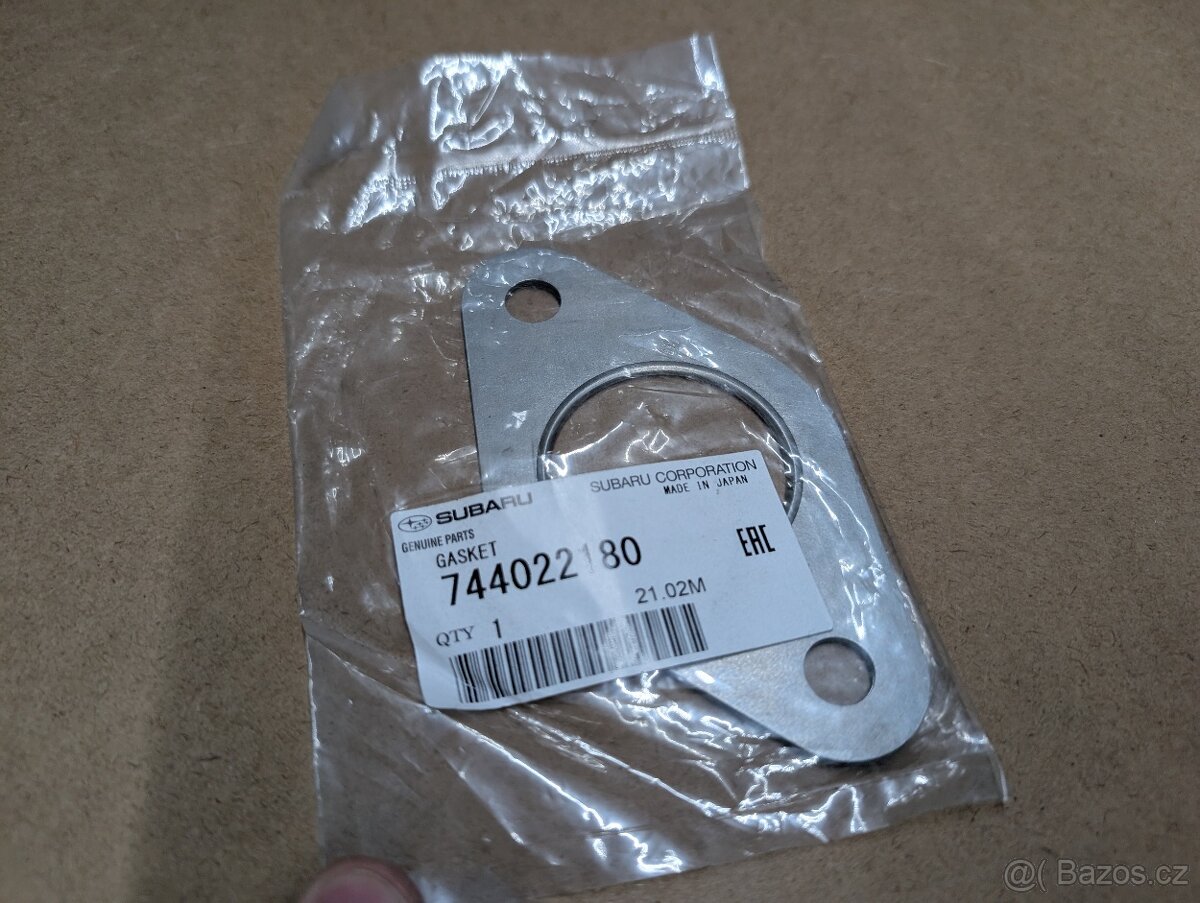 SUBARU CORPORATION
MADE IN JAPAN
SUBARU
GENUINE PARTS
GASKET
744022180
EAC
21.02M
QTY 1
@( Bazos.cz